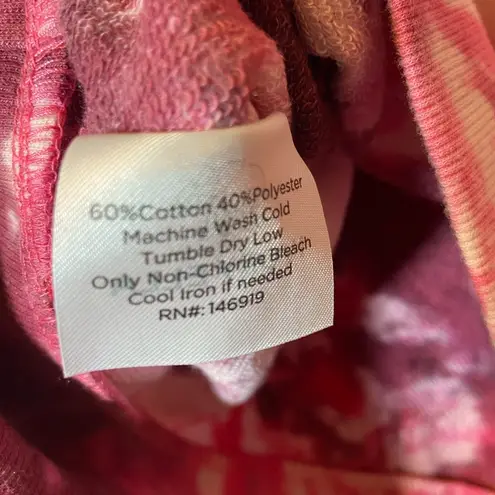 60%Cotton 40%Polyester
Machine Wash Cold
Tumble Dry Low
Only Non-Chlorine Bleach
Cool Iron if needed
RN#: 146919